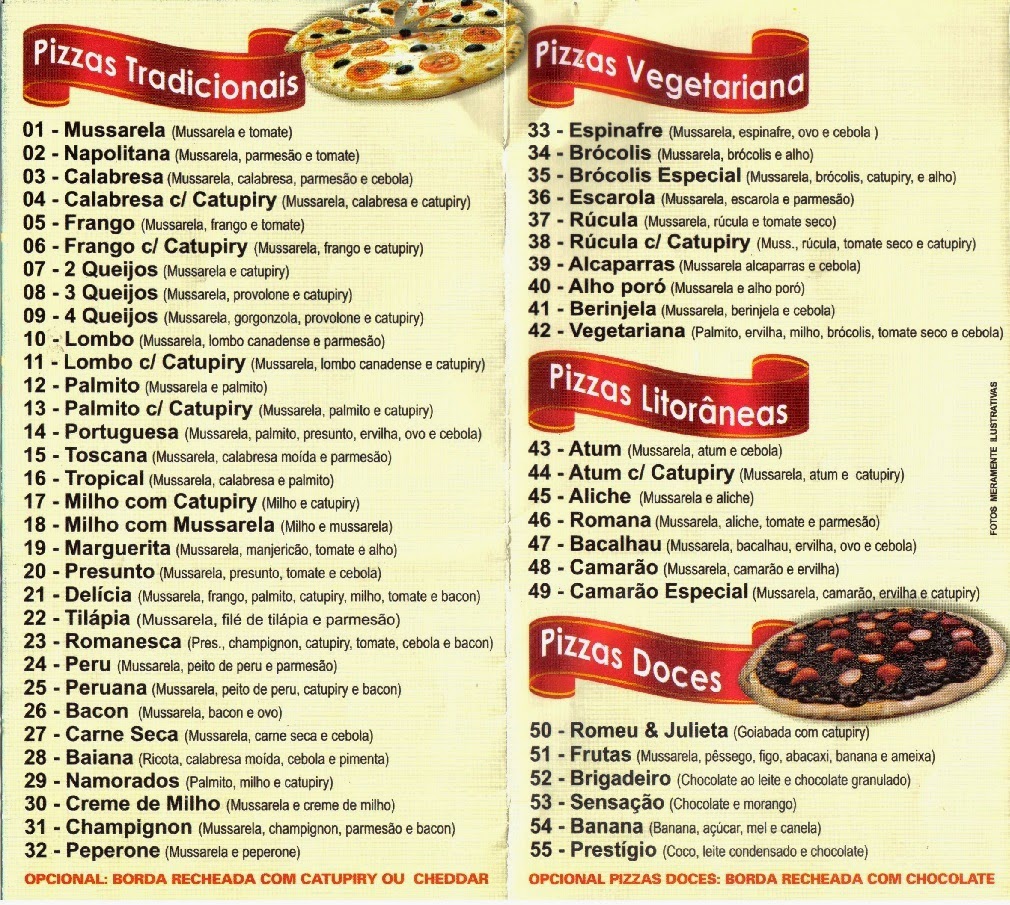 Pizzas Tradicionais
01 - Mussarela (Mussarela e tomate)
02 - Napolitana (Mussarela, parmesão e tomate)
03 - Calabresa (Mussarela, calabresa, parmesão e cebola)
04 - Calabresa c/ Catupiry (Mussarela, calabresa e catupiry)
05 - Frango (Mussarela, frango e tomate)
06 - Frango c/ Catupiry (Mussarela, frango e catupiry)
07 - 2 Queijos (Mussarela e catupiry)
08 - 3 Queijos (Mussarela, provolone e catupiry)
09 - 4 Queijos (Mussarela, gorgonzola, provolone e catupiry)
10 - Lombo (Mussarela, lombo canadense e parmesão)
11 - Lombo c/ Catupiry (Mussarela, lombo canadense e catupiry)
12 - Palmito (Mussarela e palmito)
13 - Palmito c/ Catupiry (Mussarela, palmito e catupiry)
14 - Portuguesa (Mussarela, palmito, presunto, ervilha, ovo e cebola)
15 - Toscana (Mussarela, calabresa moída e parmesão)
16 - Tropical (Mussarela, calabresa e palmito)
17 - Milho com Catupiry (Milho e catupiry)
18 - Milho com Mussarela (Milho e mussarela)
19 - Marguerita (Mussarela, manjericão, tomate e alho)
20 - Presunto (Mussarela, presunto, tomate e cebola)
21 - Delícia (Mussarela, frango, palmito, catupiry, milho, tomate e bacon)
22 - Tilápia (Mussarela, filé de tilápia e parmesão)
23 - Romanesca (Pres., champignon, catupiry, tomate, cebola e bacon)
24 - Peru (Mussarela, peito de peru e parmesão)
25 - Peruana (Mussarela, peito de peru, catupiry e bacon)
26 - Bacon (Mussarela, bacon e ovo)
27 - Carne Seca (Mussarela, carne seca e cebola)
28 - Baiana (Ricota, calabresa moída, cebola e pimenta)
29 - Namorados (Palmito, milho e catupiry)
30 - Creme de Milho (Mussarela e creme de milho)
31 - Champignon (Mussarela, champignon, parmesão e bacon)
32 - Peperone (Mussarela e peperone)
OPCIONAL: BORDA RECHEADA COM CATUPIRY OU CHEDDAR
Pizzas Vegetariana
33 - Espinafre (Mussarela, espinafre, ovo e cebola )
34 - Brócolis (Mussarela, brócolis e alho)
35 - Brócolis Especial (Mussarela, brócolis, catupiry, e alho)
36 - Escarola (Mussarela, escarola e parmesão)
37 - Rúcula (Mussarela, rúcula e tomate seco)
38 - Rúcula c/ Catupiry (Muss., rúcula, tomate seco e catupiry)
39 - Alcaparras (Mussarela alcaparras e cebola)
40 - Alho poró (Mussarela e alho poró)
41 - Berinjela (Mussarela, berinjela e cebola)
42 - Vegetariana (Palmito, ervilha, milho, brócolis, tomate seco e cebola)
Pizzas Litorâneas
43 - Atum (Mussarela, atum e cebola)
44 - Atum c/ Catupiry (Mussarela, atum e catupiry)
45 - Aliche (Mussarela e aliche)
46 - Romana (Mussarela, aliche, tomate e parmesão)
47 - Bacalhau (Mussarela, bacalhau, ervilha, ovo e cebola)
48 - Camarão (Mussarela, camarão e ervilha)
49 - Camarão Especial (Mussarela, camarão, ervilha e catupiry)
Pizzas Doces
50 - Romeu & Julieta (Goiabada com catupiry)
51 - Frutas (Mussarela, pêssego, figo, abacaxi, banana e ameixa)
52 - Brigadeiro (Chocolate ao leite e chocolate granulado)
53 - Sensação (Chocolate e morango)
54 - Banana (Banana, açúcar, mel e canela)
55 - Prestígio (Coco, leite condensado e chocolate)
OPCIONAL PIZZAS DOCES: BORDA RECHEADA COM CHOCOLATE
FOTOS MERAMENTE ILUSTRATIVAS